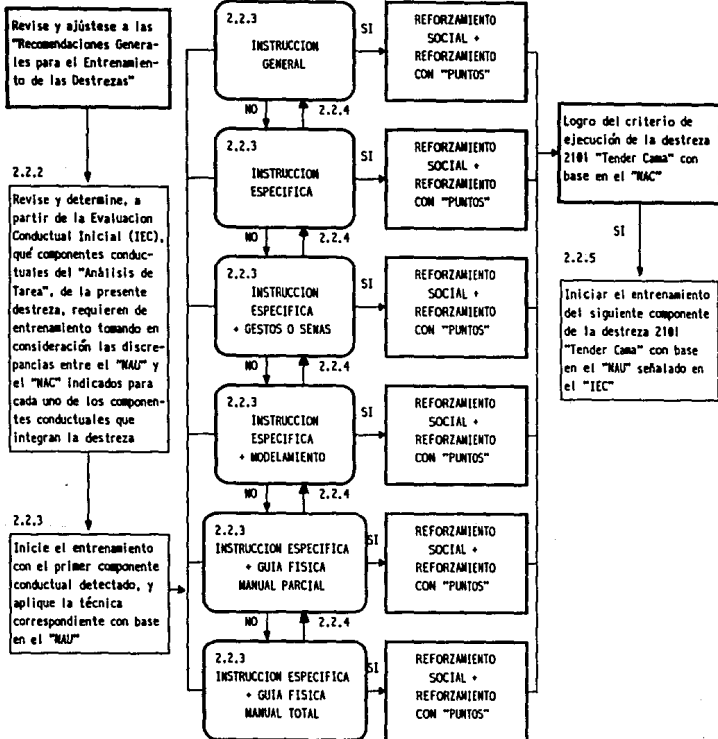 Revise y ajústese a las
"Recomendaciones Genera-
les para el Entrenamien-
to de las Destrezas"
2.2.2
Revise y determine, a
partir de la Evaluacion
Conductual Inicial (IEC),
qué componentes conduc-
tuales del "Análisis de
Tarea", de la presente
destreza, requieren de
entrenamiento tomando en
consideración las discre-
pancias entre el "NAU" y
el "NAC" indicados para
cada uno de los componen-
tes conductuales que
integran la destreza
2.2.3
Inicie el entrenamiento
con el primer componente
conductual detectado, y
aplique la técnica
correspondiente con base
en el "NAU"
2.2.3
INSTRUCCION
GENERAL
SI
REFORZAMIENTO
SOCIAL +
REFORZAMIENTO
CON "PUNTOS"
NO
2.2.4
2.2.3
INSTRUCCION
ESPECIFICA
SI
REFORZAMIENTO
SOCIAL +
REFORZAMIENTO
CON "PUNTOS"
NO
2.2.4
2.2.3
INSTRUCCION
ESPECIFICA
+ GESTOS O SENAS
SI
REFORZAMIENTO
SOCIAL +
REFORZAMIENTO
CON "PUNTOS"
NO
2.2.4
2.2.3
INSTRUCCION
ESPECIFICA
+ MODELAMIENTO
SI
REFORZAMIENTO
SOCIAL +
REFORZAMIENTO
CON "PUNTOS"
NO
2.2.4
2.2.3
INSTRUCCION ESPECIFICA
+ GUIA FISICA
MANUAL PARCIAL
SI
REFORZAMIENTO
SOCIAL +
REFORZAMIENTO
CON "PUNTOS"
NO
2.2.4
2.2.3
INSTRUCCION ESPECIFICA
+ GUIA FISICA
MANUAL TOTAL
SI
REFORZAMIENTO
SOCIAL +
REFORZAMIENTO
CON "PUNTOS"
Logro del criterio de
ejecución de la destreza
2101 "Tender Cama" con
base en el "NAC"
SI
2.2.5
Iniciar el entrenamiento
del siguiente componente
de la destreza 2101
"Tender Cama" con base
en el "NAU" señalado en
el "IEC"